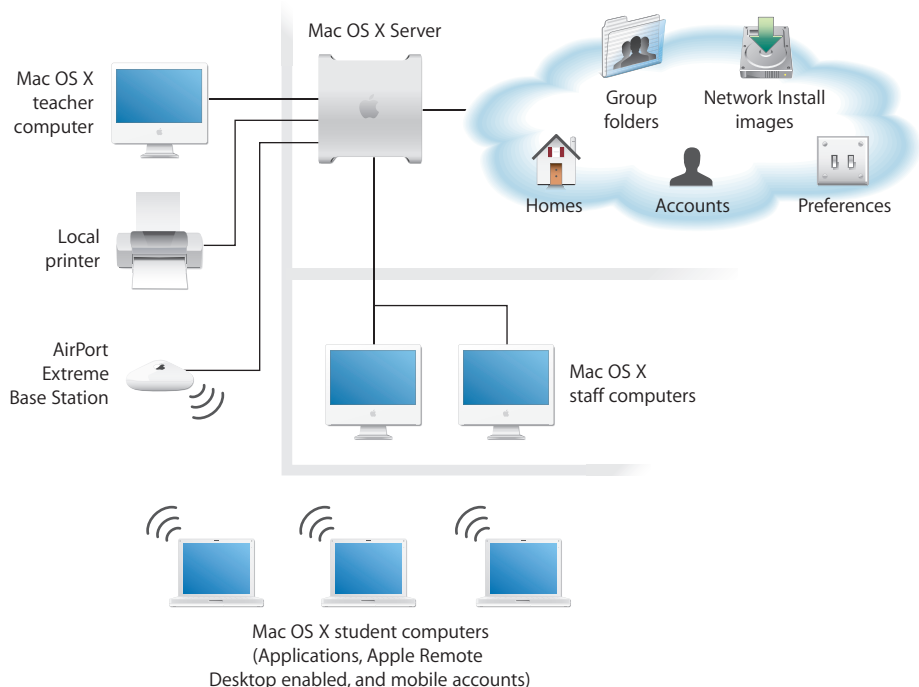 Mac OS X Server
Mac OS X
teacher
computer
Group
folders
Network Install
images
Homes
Accounts
Preferences
Local
printer
AirPort
Extreme
Base Station
Mac OS X
staff computers
Mac OS X student computers
(Applications, Apple Remote
Desktop enabled, and mobile accounts)